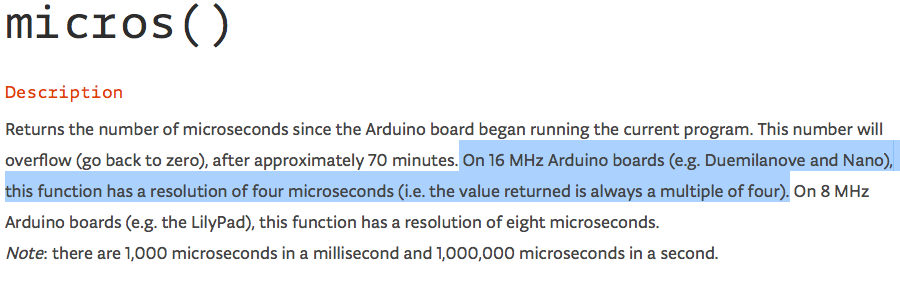 micros()
Description
Returns the number of microseconds since the Arduino board began running the current program. This number will
overflow (go back to zero), after approximately 70 minutes. On 16 MHz Arduino boards (e.g. Duemilanove and Nano),
this function has a resolution of four microseconds (i.e. the value returned is always a multiple of four). On 8 MHz
Arduino boards (e.g. the LilyPad), this function has a resolution of eight microseconds.
Note: there are 1,000 microseconds in a millisecond and 1,000,000 microseconds in a second.